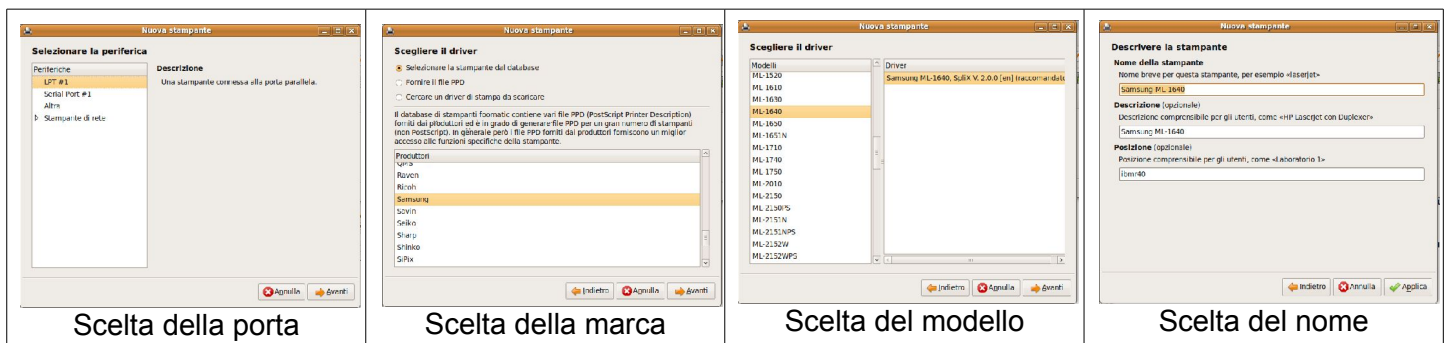 Nuova stampante
Selezionare la periferica
Periferiche
LPT #1
Serial Port #1
Altra
Stampante di rete
Descrizione
Una stampante connessa alla porta parallela.
Annulla
Avanti
Scelta della porta
Nuova stampante
Scegliere il driver
Selezionare la stampante dal database
Fornire il file PPD
Cercare un driver di stampa da scaricare
Il database di stampanti foomatic contiene vari file PPD (PostScript Printer Description)
forniti dai produttori ed è in grado di generare file PPD per un gran numero di stampanti
(non PostScript). In generale però i file PPD forniti dai produttori forniscono un miglior
accesso alle funzioni specifiche della stampante.
Produttori
QMS
Raven
Ricoh
Samsung
Savin
Seiko
Sharp
Shinko
SiPix
Indietro
Annulla
Avanti
Scelta della marca
Nuova stampante
Scegliere il driver
Modelli
ML-1520
ML-1610
ML-1630
ML-1640
ML-1650
ML-1651N
ML-1710
ML-1740
ML-1750
ML-2010
ML-2150
ML-2150PS
ML-2151N
ML-2151NPS
ML-2152W
ML-2152WPS
Driver
Samsung ML-1640, SpliX V. 2.0.0 [en] (raccomandato
Indietro
Annulla
Avanti
Scelta del modello
Nuova stampante
Descrivere la stampante
Nome della stampante
Nome breve per questa stampante, per esempio «laserjet»
Samsung-ML-1640
Descrizione (opzionale)
Descrizione comprensibile per gli utenti, come «HP LaserJet con Duplexer»
Samsung ML-1640
Posizione (opzionale)
Posizione comprensibile per gli utenti, come «Laboratorio 1»
ibmr40
Indietro
Annulla
Applica
Scelta del nome